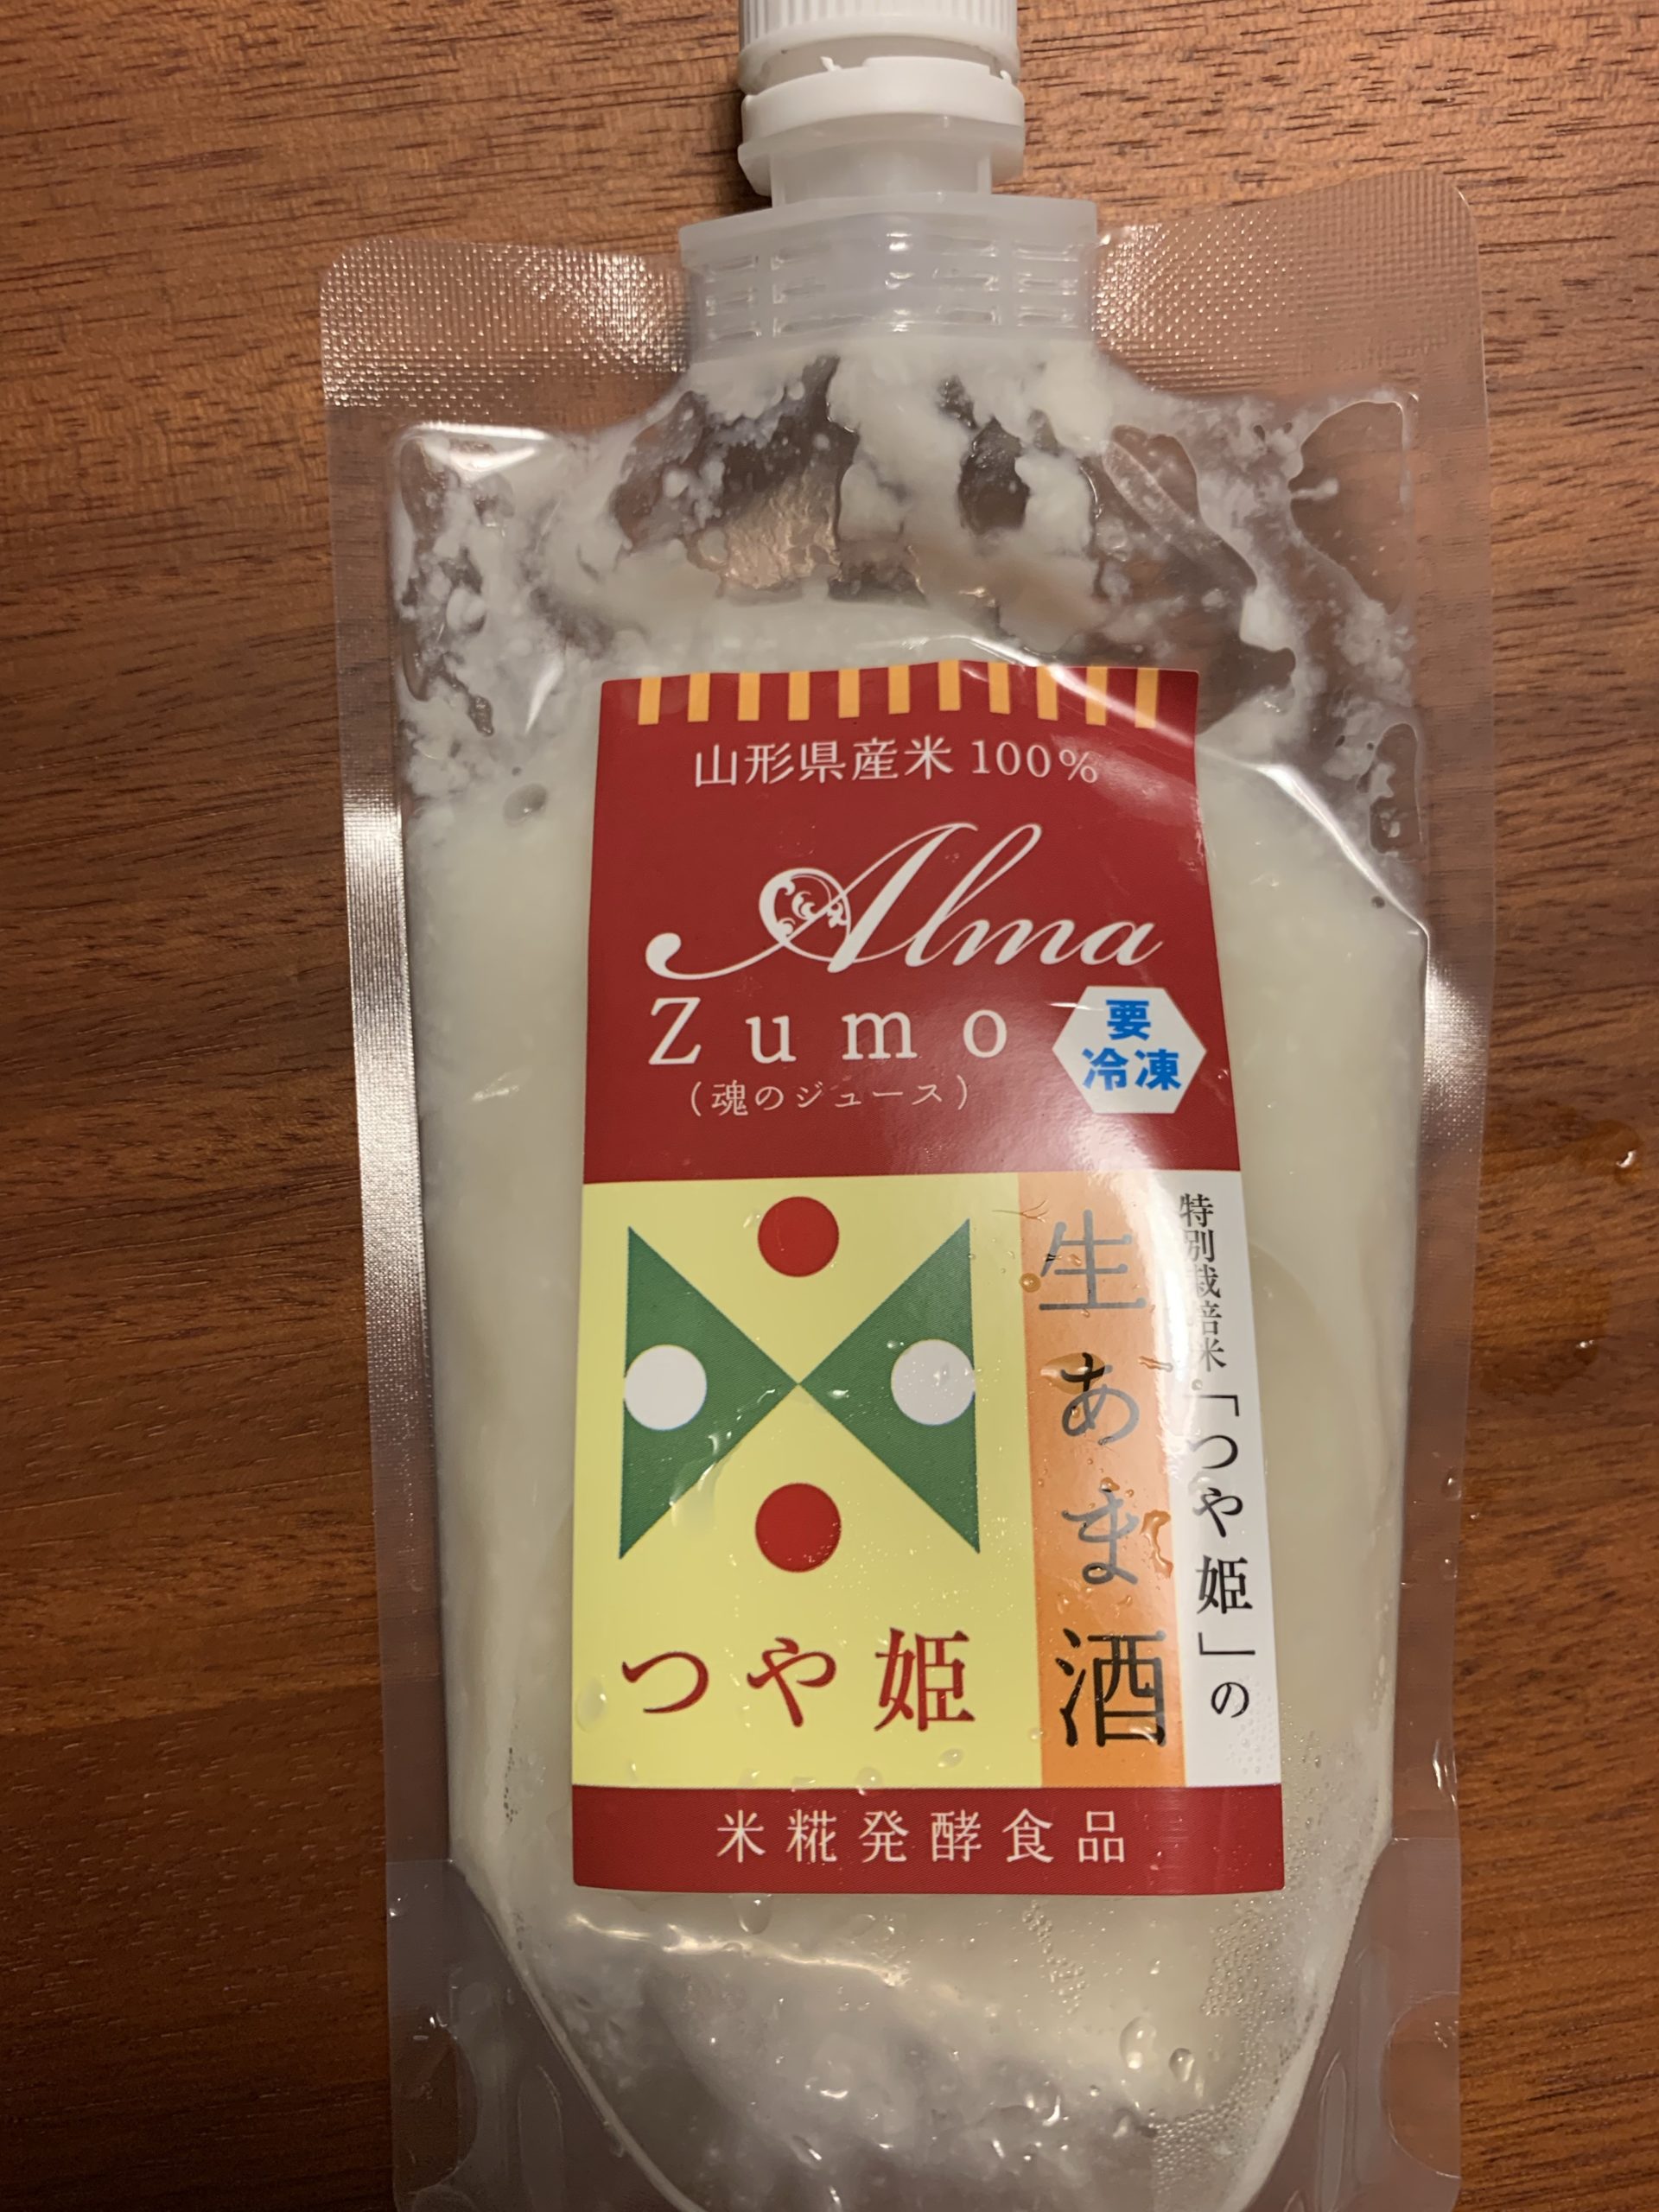 山形県産米 100%
Alma
Zumo
(魂のジュース)
要
冷凍
特別栽培米「つや姫」の
生あま酒
つや姫
米糀発酵食品